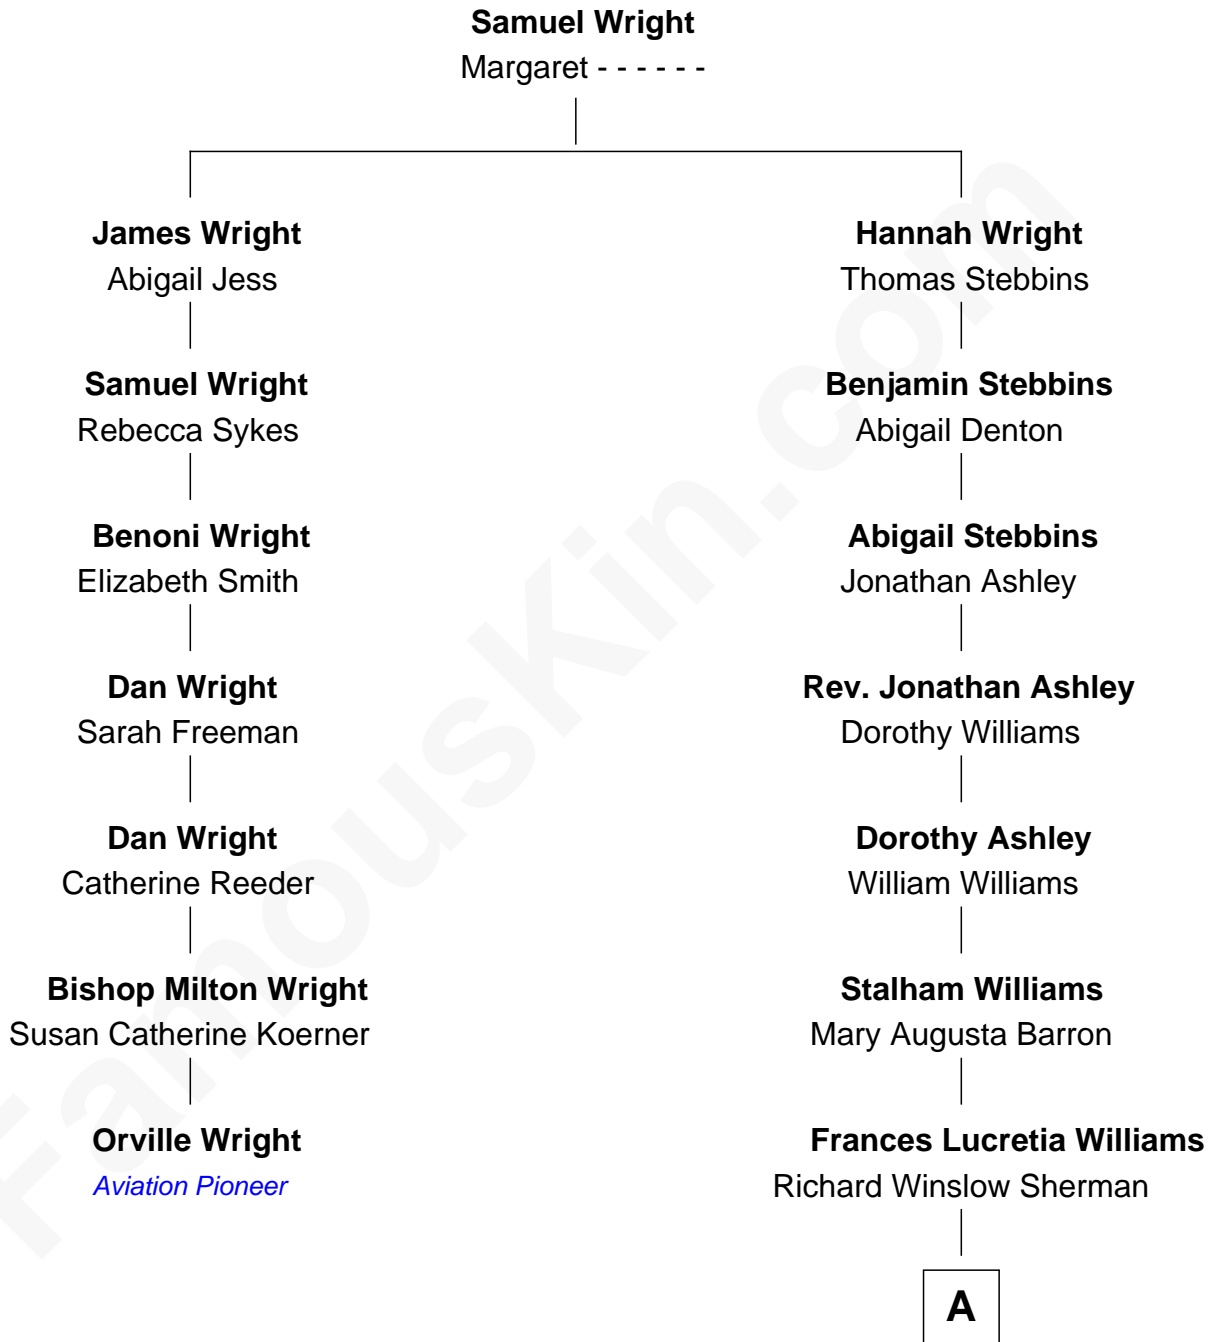 Samuel Wright
Margaret - - - - - -
James Wright
Abigail Jess
Hannah Wright
Thomas Stebbins
Samuel Wright
Rebecca Sykes
Benjamin Stebbins
Abigail Denton
Benoni Wright
Elizabeth Smith
Abigail Stebbins
Jonathan Ashley
Dan Wright
Sarah Freeman
Rev. Jonathan Ashley
Dorothy Williams
Dan Wright
Catherine Reeder
Dorothy Ashley
William Williams
Bishop Milton Wright
Susan Catherine Koerner
Stalham Williams
Mary Augusta Barron
Orville Wright
Aviation Pioneer
Frances Lucretia Williams
Richard Winslow Sherman
A
FamousKin.com